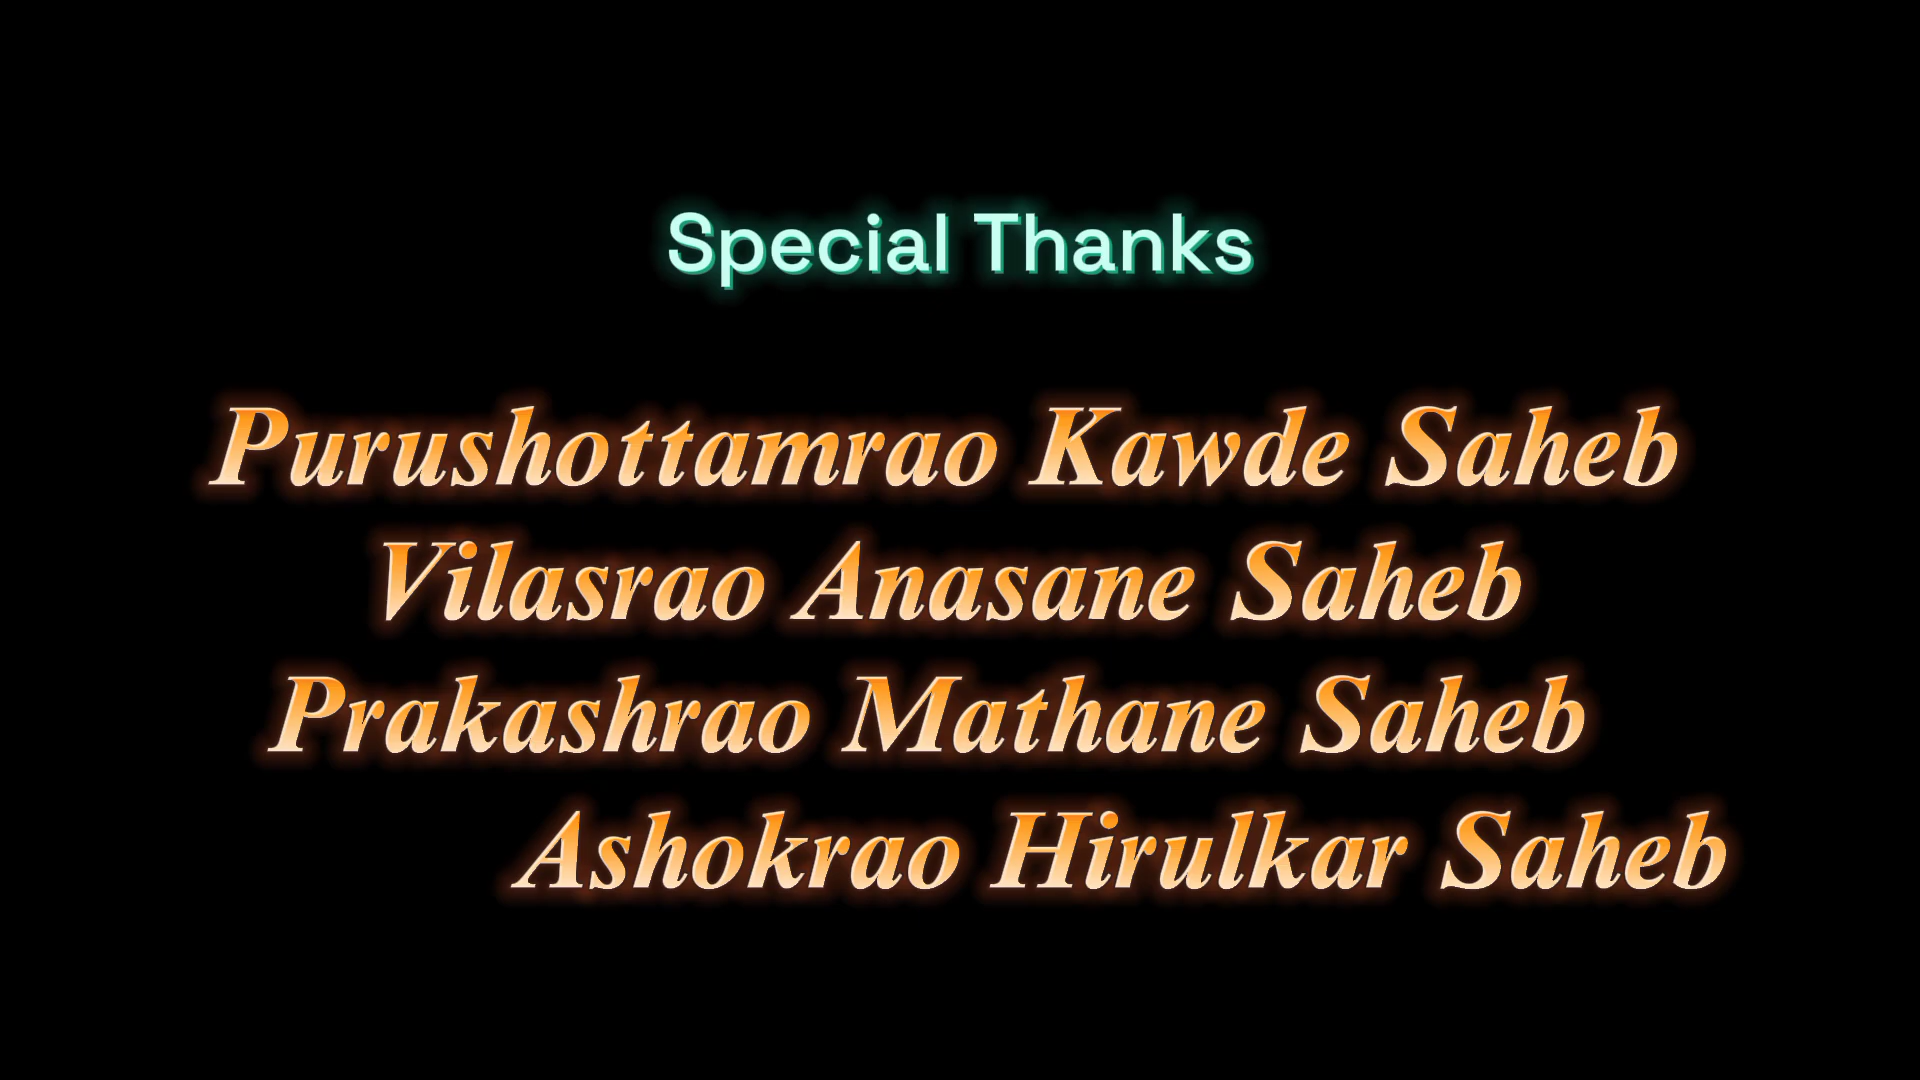 Special Thanks
Purushottamrao Kawde Saheb
Vilasrao Anasane Saheb
Prakashrao Mathane Saheb
Ashokrao Hirulkar Saheb